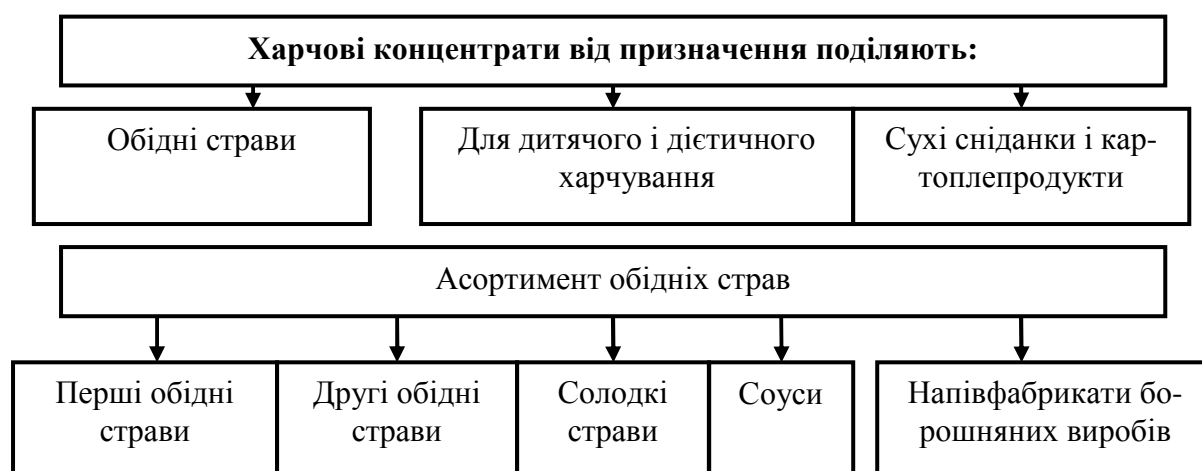 Харчові концентрати від призначення поділяють:
Обідні страви
Для дитячого і дієтичного
харчування
Сухі сніданки і кар-
топлепродукти
Асортимент обідніх страв
Перші обідні
страви
Другі обідні
страви
Солодкі
страви
Соуси
Напівфабрикати бо-
рошняних виробів